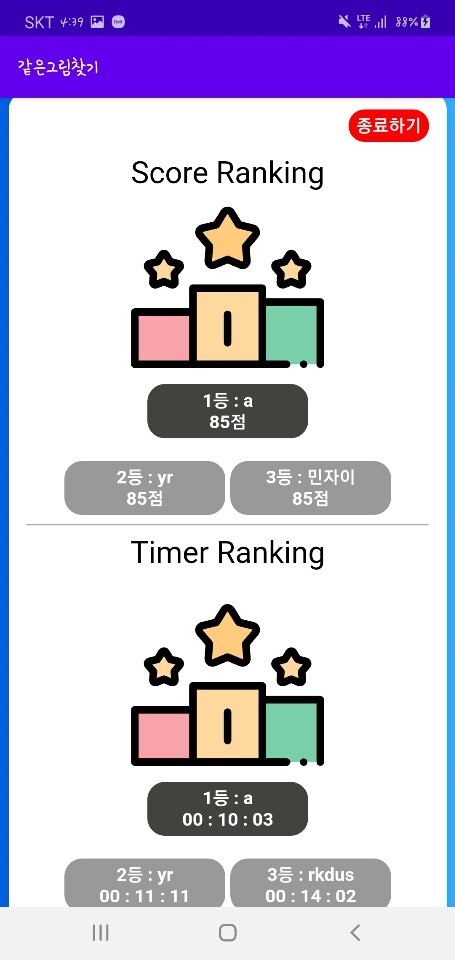 SKT 4:39
LTE
88%
같은그림찾기
종료하기
Score Ranking
1등 : a
85점
2등 : yr
85점
3등 : 민자이
85점
Timer Ranking
1등 : a
00 : 10 : 03
2등 : yr
00 : 11 : 11
3등 : rkdus
00 : 14 : 02